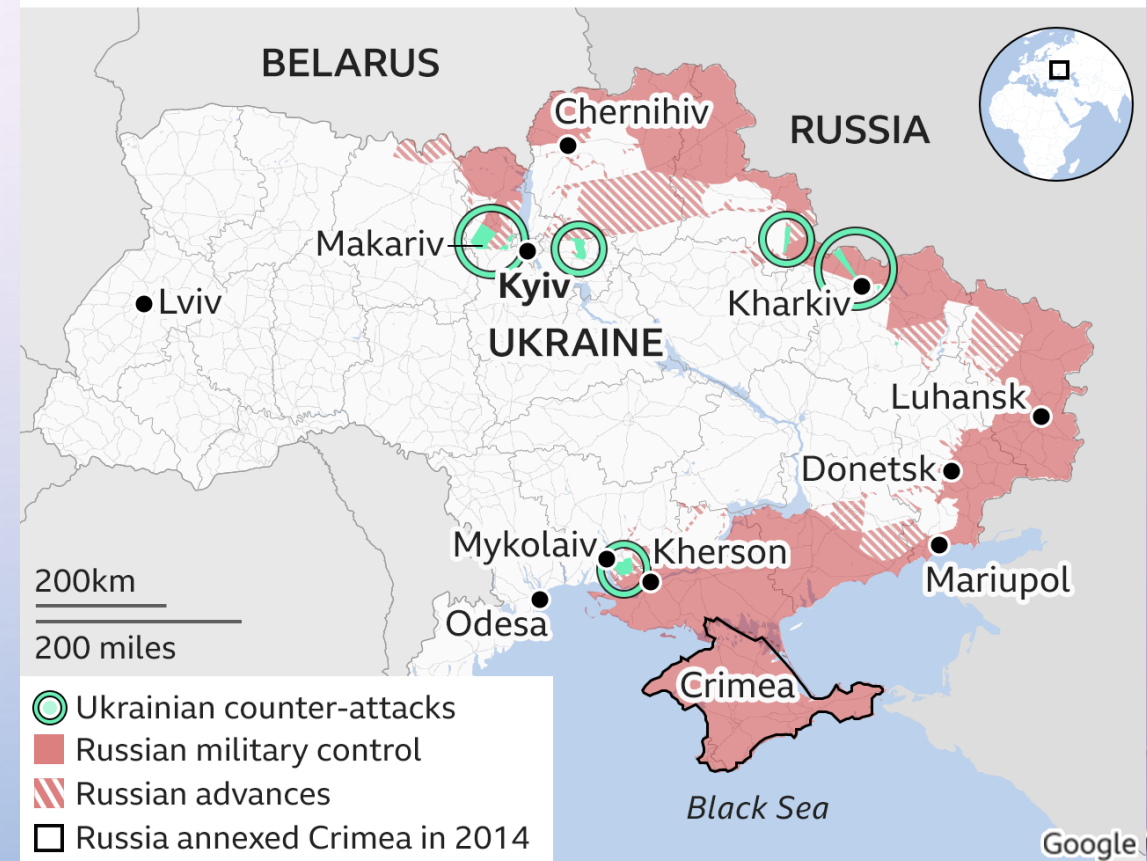 BELARUS
Chernihiv
RUSSIA
Makariv
Kyiv
Lviv
Kharkiv
UKRAINE
Luhansk
Donetsk
Mykolaiv
Kherson
Mariupol
Odesa
200km
200 miles
Crimea
Ukrainian counter-attacks
Russian military control
Russian advances
Russia annexed Crimea in 2014
Black Sea
Google